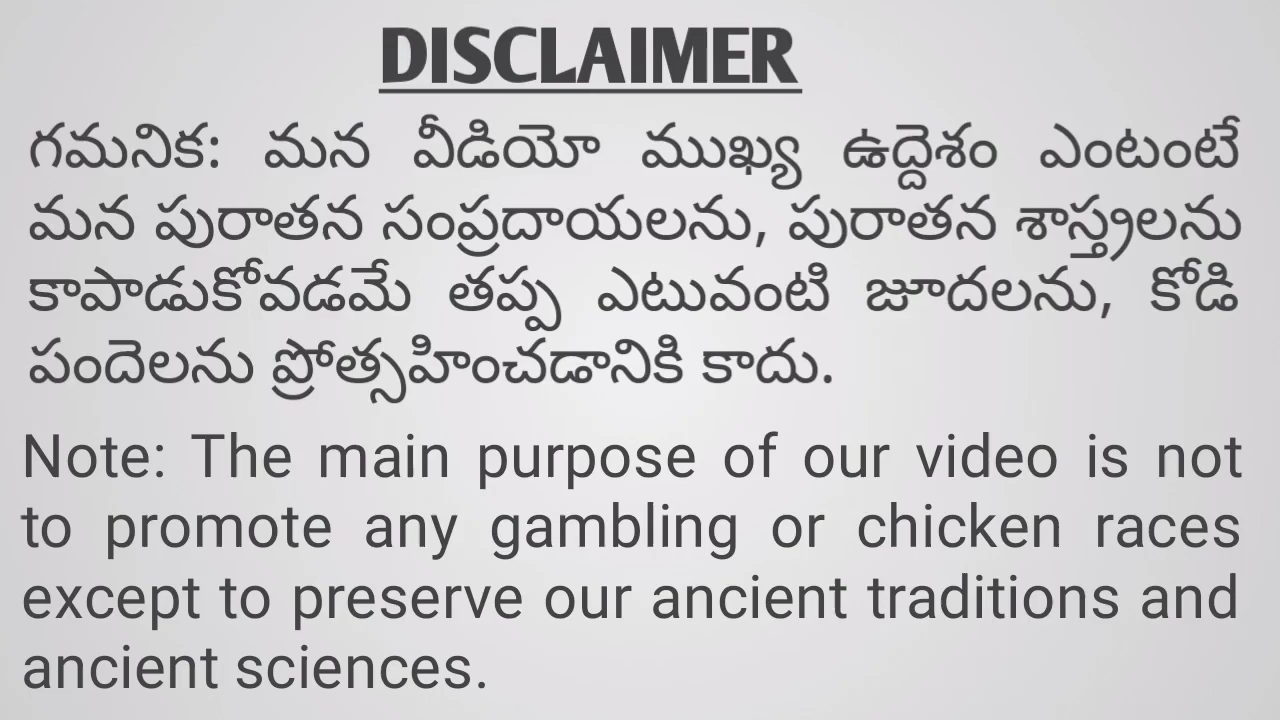 DISCLAIMER
గమనిక: మన వీడియో ముఖ్య ఉద్దెశం ఎంటంటే
మన పురాతన సంప్రదాయలను, పురాతన శాస్త్రలను
కాపాడుకోవడమే తప్ప ఎటువంటి జూదలను, కోడి
పందెలను ప్రోత్సహించడానికి కాదు.
Note: The main purpose of our video is not
to promote any gambling or chicken races
except to preserve our ancient traditions and
ancient sciences.